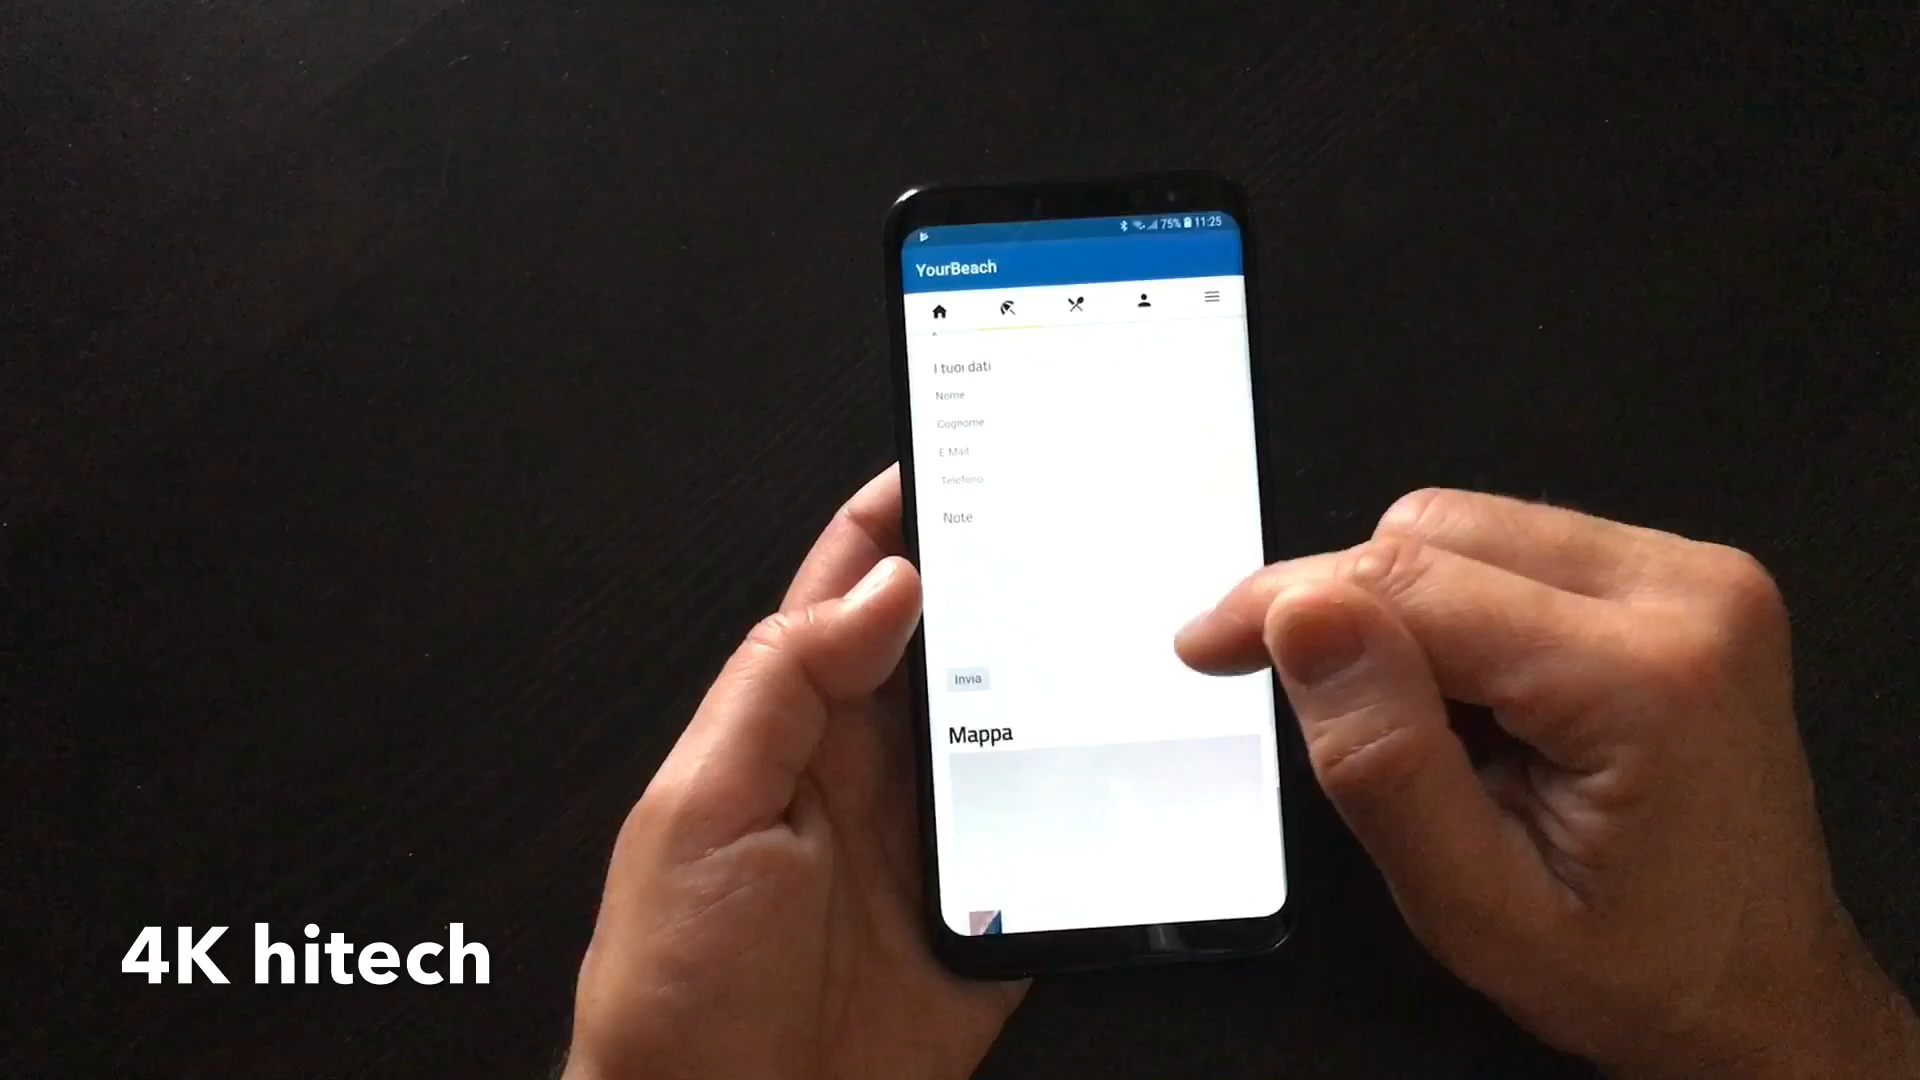 75% 11:25
YourBeach
I tuoi dati
Nome
Cognome
E Mail
Telefono
Note
Invia
Mappa
4K hitech